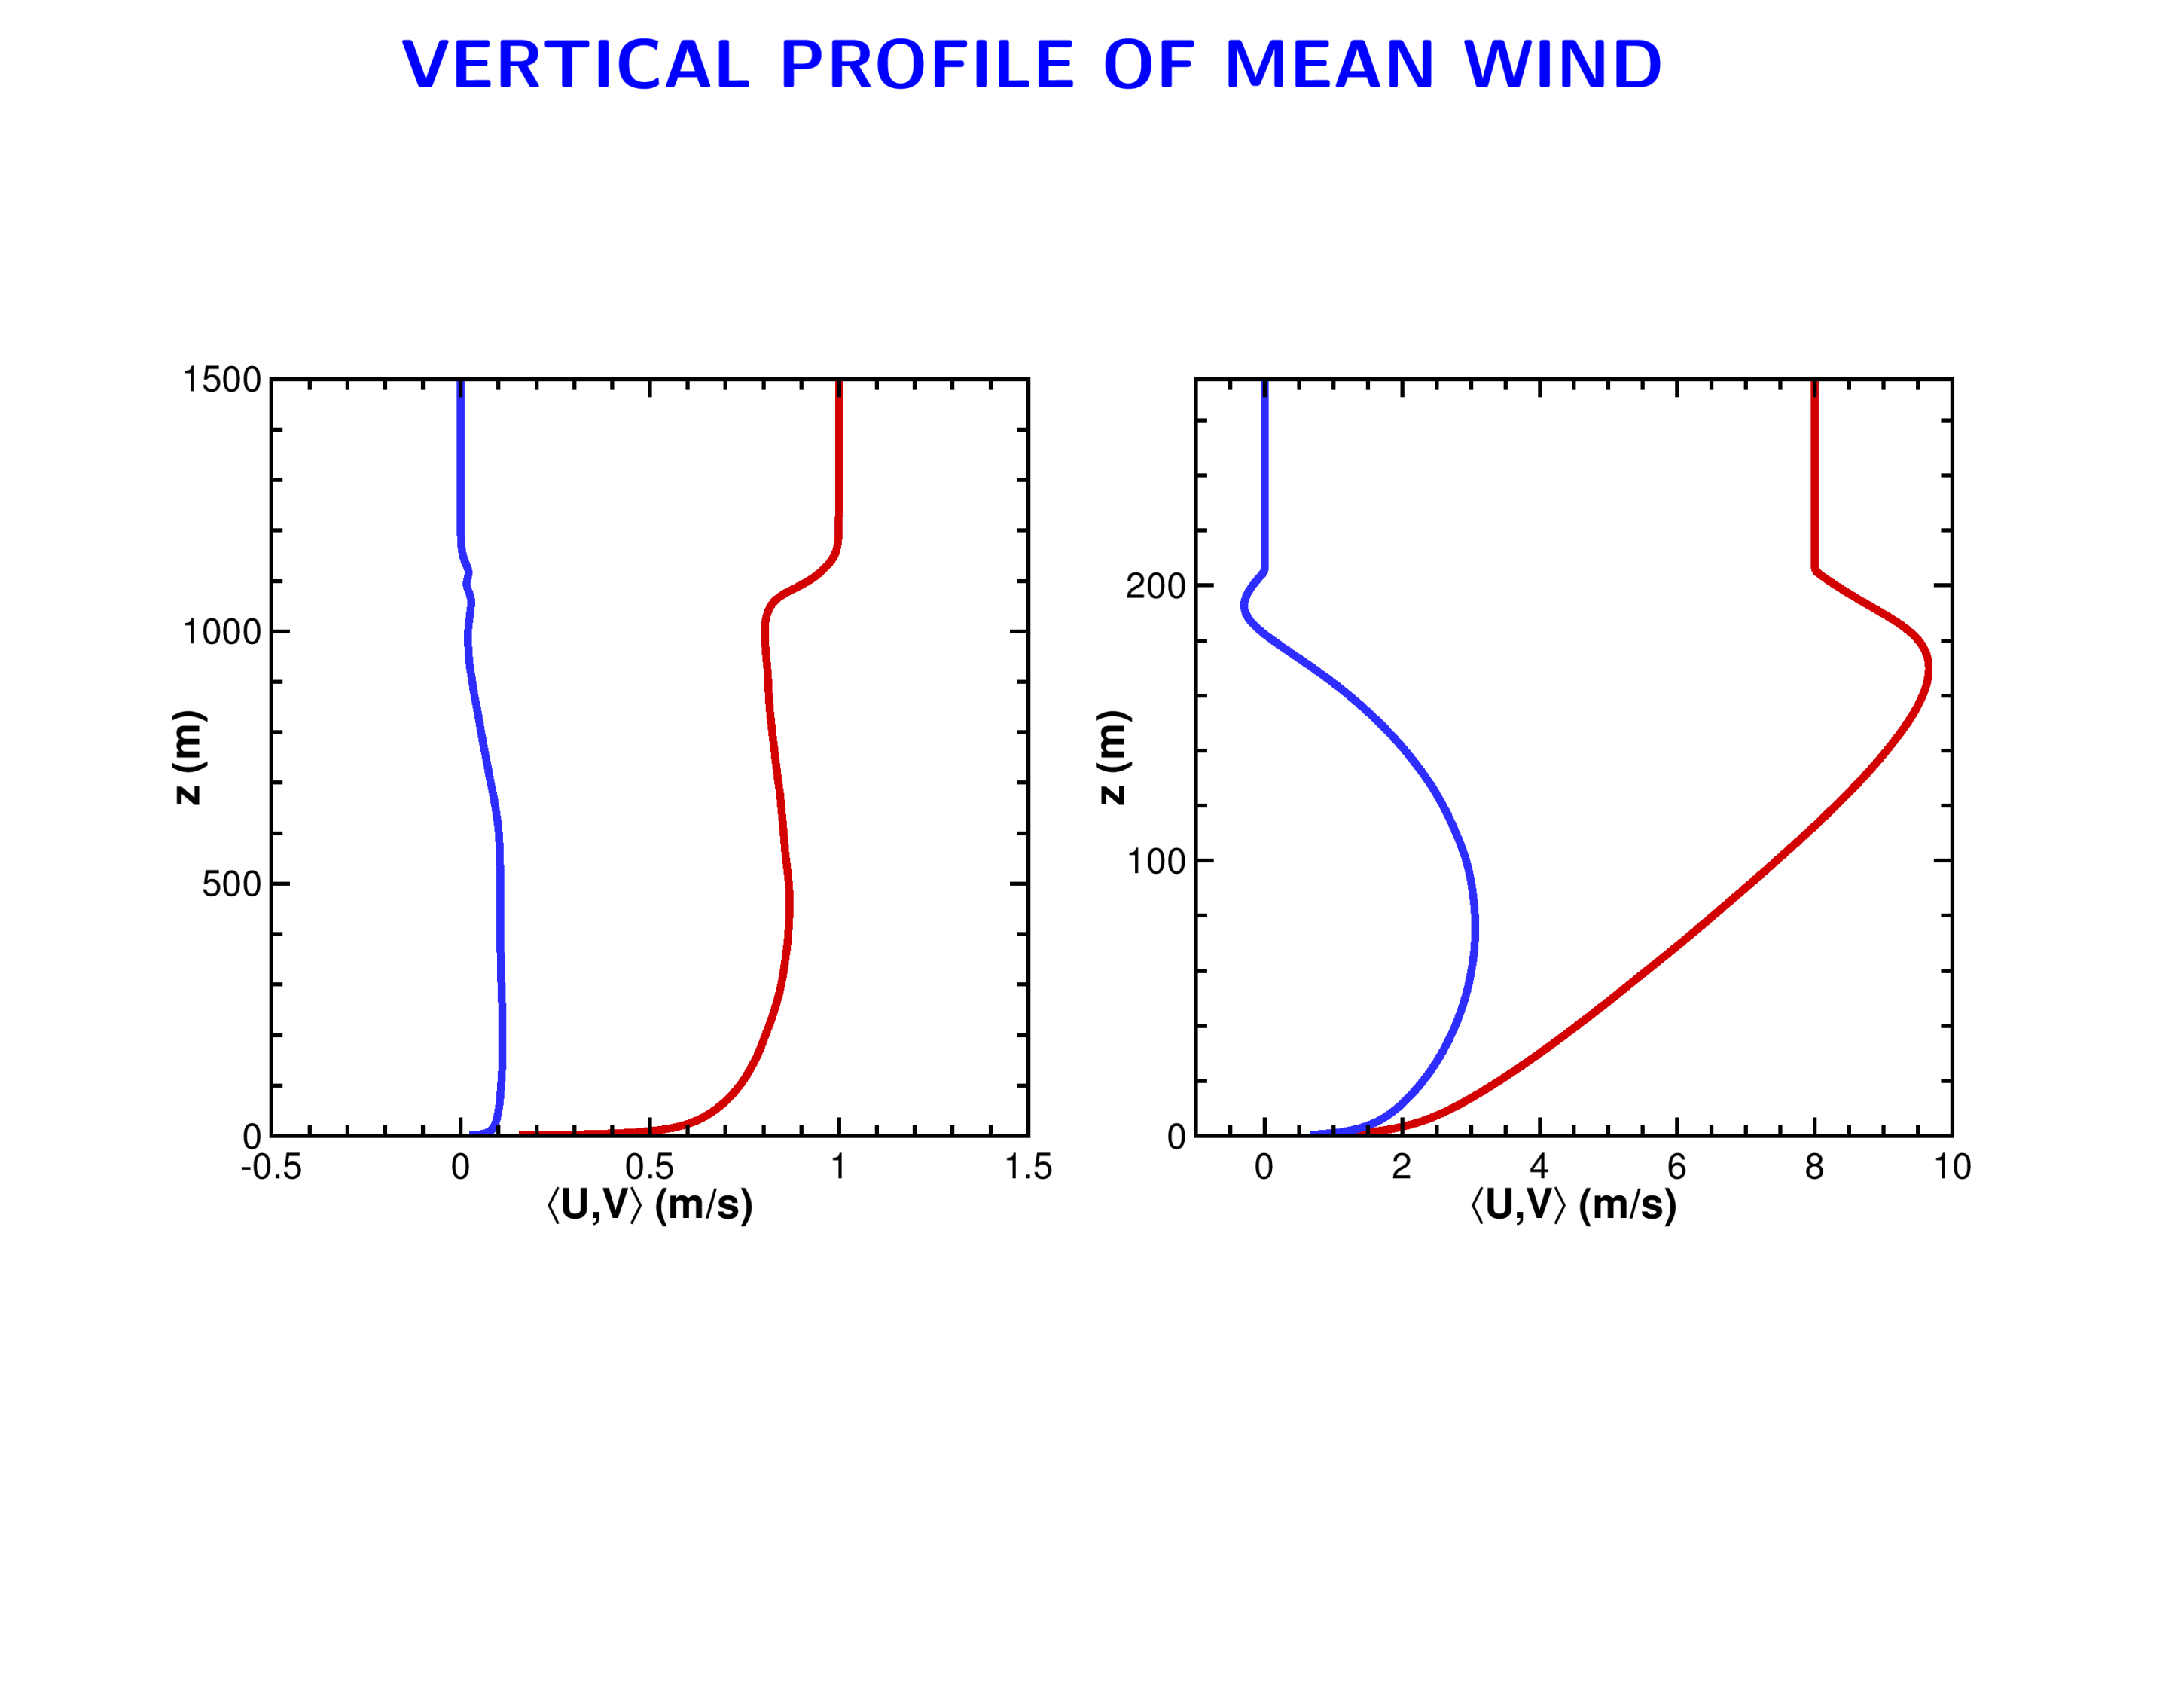 VERTICAL PROFILE OF MEAN WIND
1500
1000
500
0
z (m)
-0.5 0 0.5 1 1.5
⟨U,V⟩ (m/s)
200
100
0
z (m)
0 2 4 6 8 10
⟨U,V⟩ (m/s)